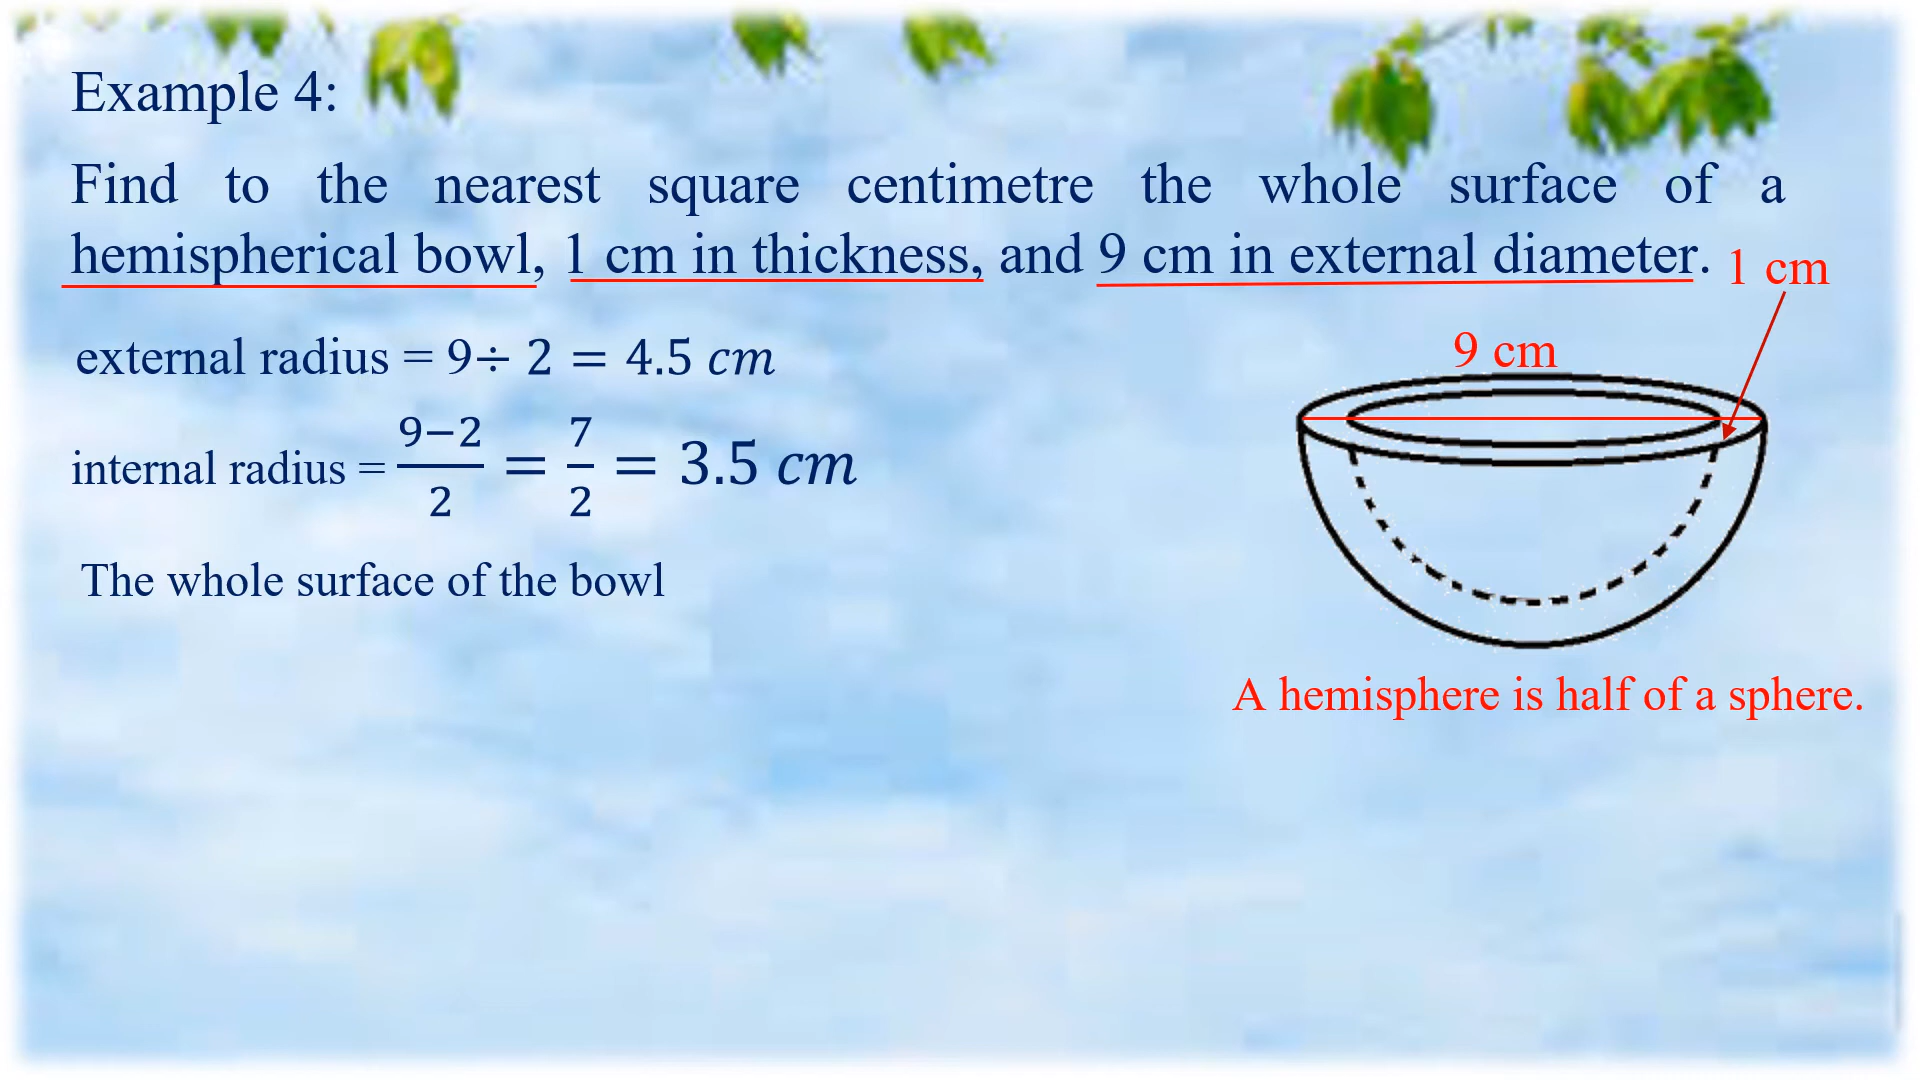 Example 4:
Find to the nearest square centimetre the whole surface of a
hemispherical bowl, 1 cm in thickness, and 9 cm in external diameter.
1 cm
9 cm
external radius = 9÷ 2 = 4.5 cm
internal radius = 9−2/2 = 7/2 = 3.5 cm
The whole surface of the bowl
A hemisphere is half of a sphere.